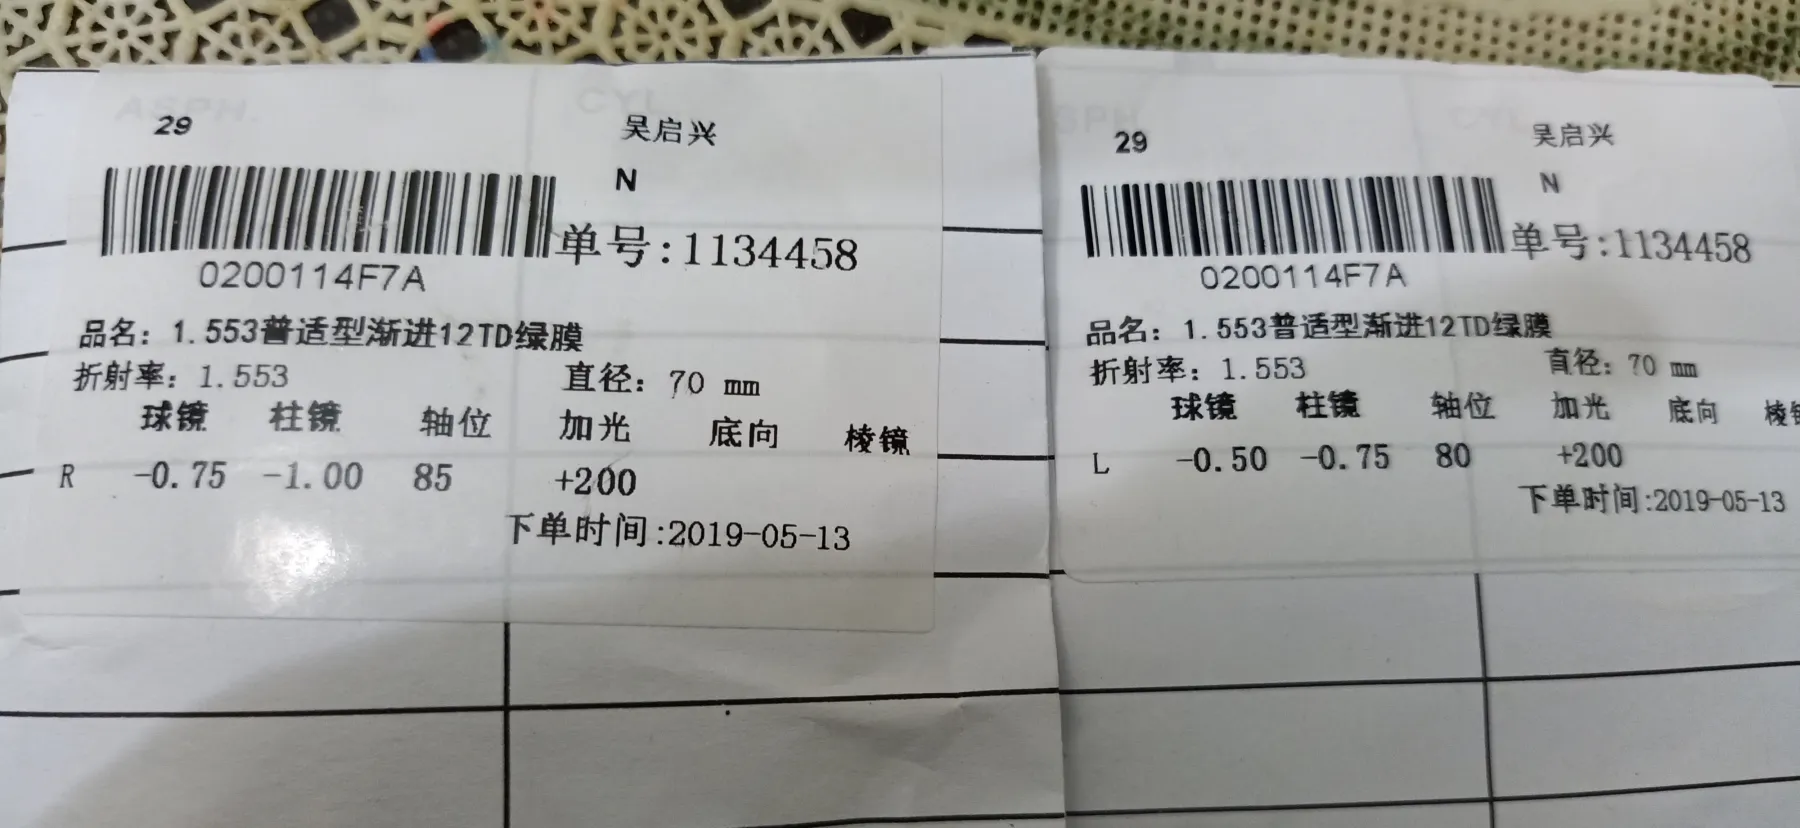 ASPH.
CYL
29
吴启兴
N
单号:1134458
0200114F7A
品名: 1.553普适型渐进12TD绿膜
折射率: 1.553
直径: 70 mm
球镜 柱镜 轴位 加光 底向 棱镜
R -0.75 -1.00 85 +200
下单时间:2019-05-13
SPH
CYL
29
吴启兴
N
单号:1134458
0200114F7A
品名: 1.553普适型渐进12TD绿膜
折射率: 1.553
直径: 70 mm
球镜 柱镜 轴位 加光 底向 棱镜
L -0.50 -0.75 80 +200
下单时间:2019-05-13